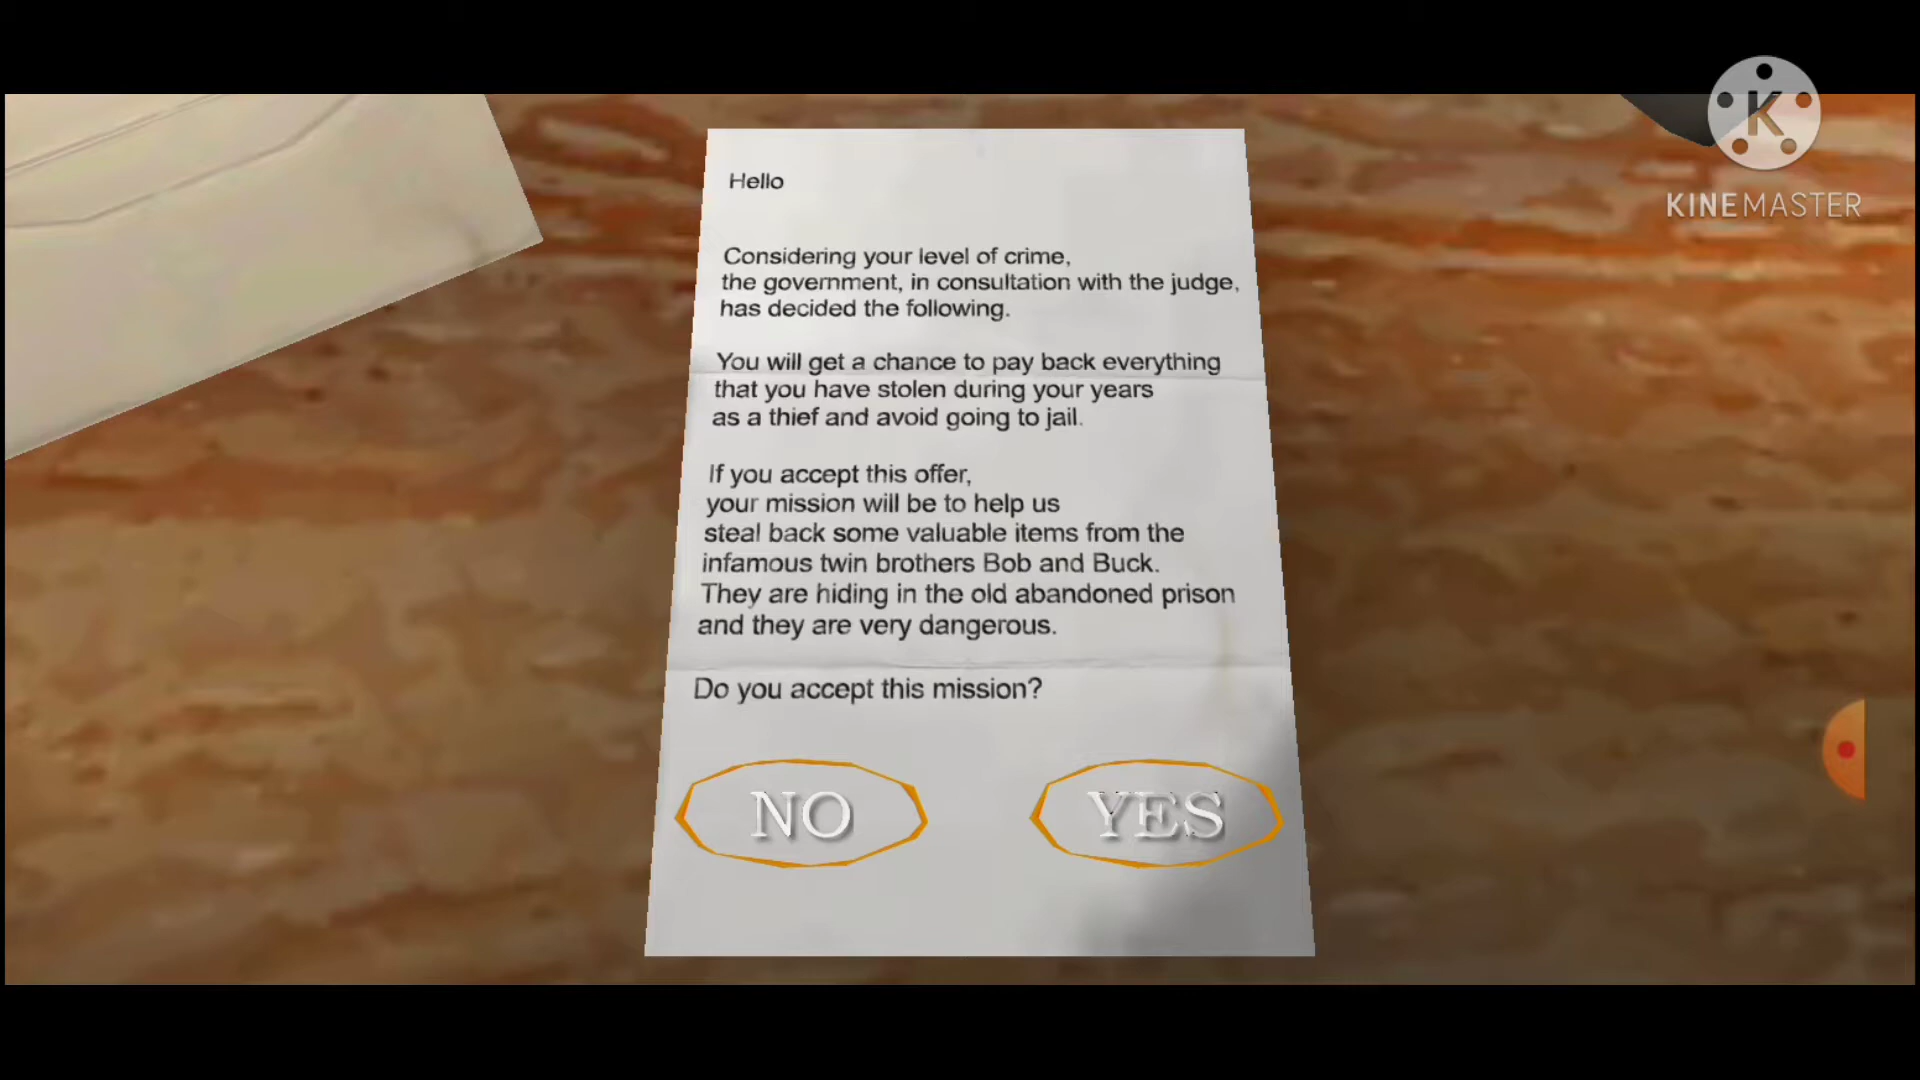 Hello
Considering your level of crime,
the government, in consultation with the judge,
has decided the following.
You will get a chance to pay back everything
that you have stolen during your years
as a thief and avoid going to jail.
If you accept this offer,
your mission will be to help us
steal back some valuable items from the
infamous twin brothers Bob and Buck.
They are hiding in the old abandoned prison
and they are very dangerous.
Do you accept this mission?
NO
YES
K
KINEMASTER